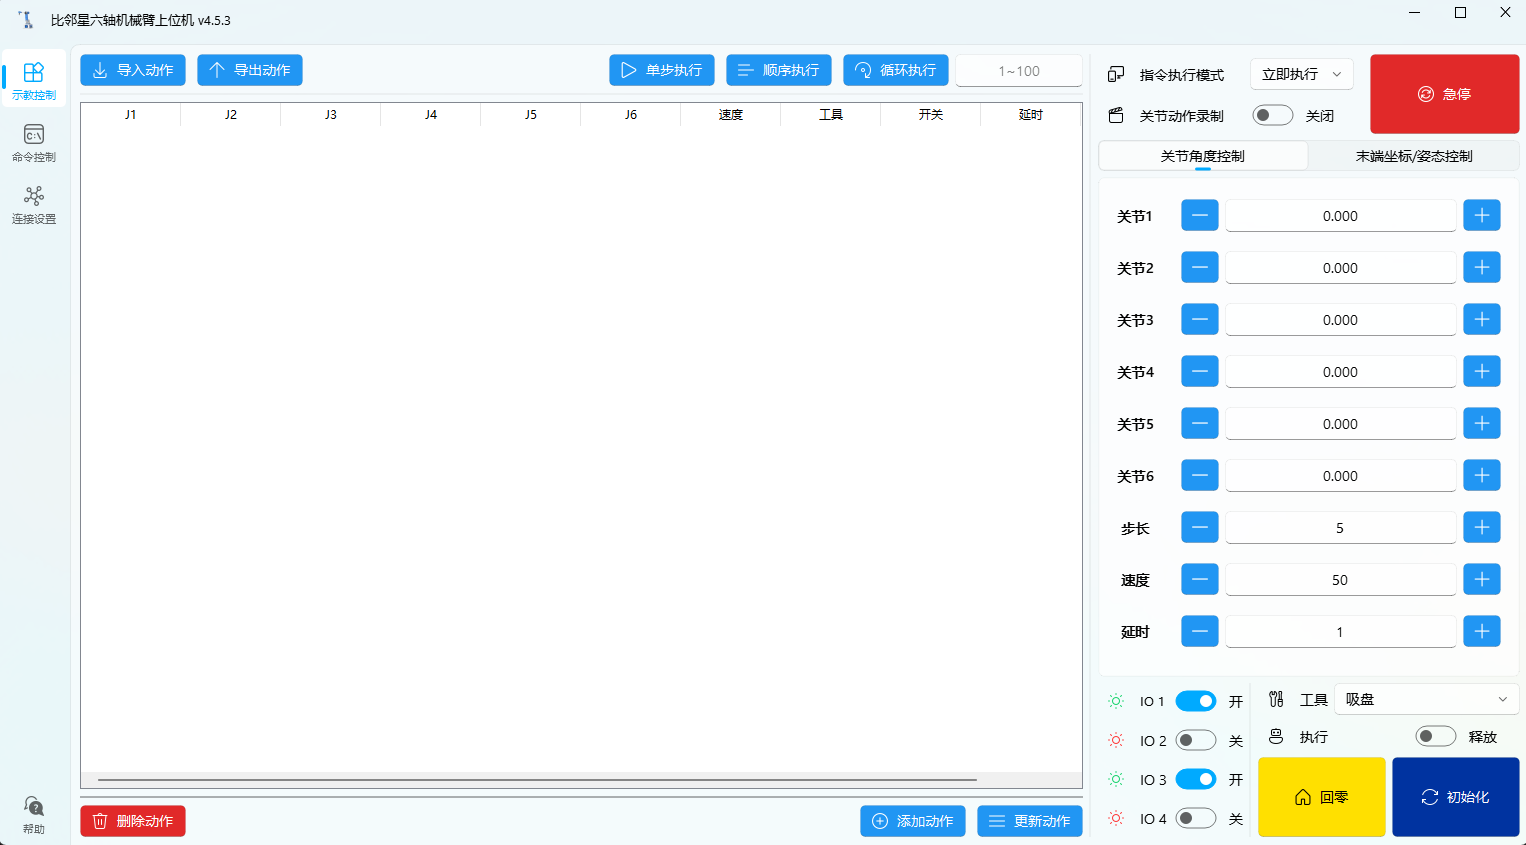 比邻星六轴机械臂上位机 v4.5.3
示教控制
命令控制
连接设置
帮助
导入动作
导出动作
单步执行
顺序执行
循环执行
1~100
J1 J2 J3 J4 J5 J6 速度 工具 开关 延时
删除动作
添加动作
更新动作
指令执行模式 立即执行
关节动作录制 关闭
急停
关节角度控制
末端坐标/姿态控制
关节1 0.000
关节2 0.000
关节3 0.000
关节4 0.000
关节5 0.000
关节6 0.000
步长 5
速度 50
延时 1
IO 1 开
IO 2 关
IO 3 开
IO 4 关
工具 吸盘
执行 释放
回零
初始化